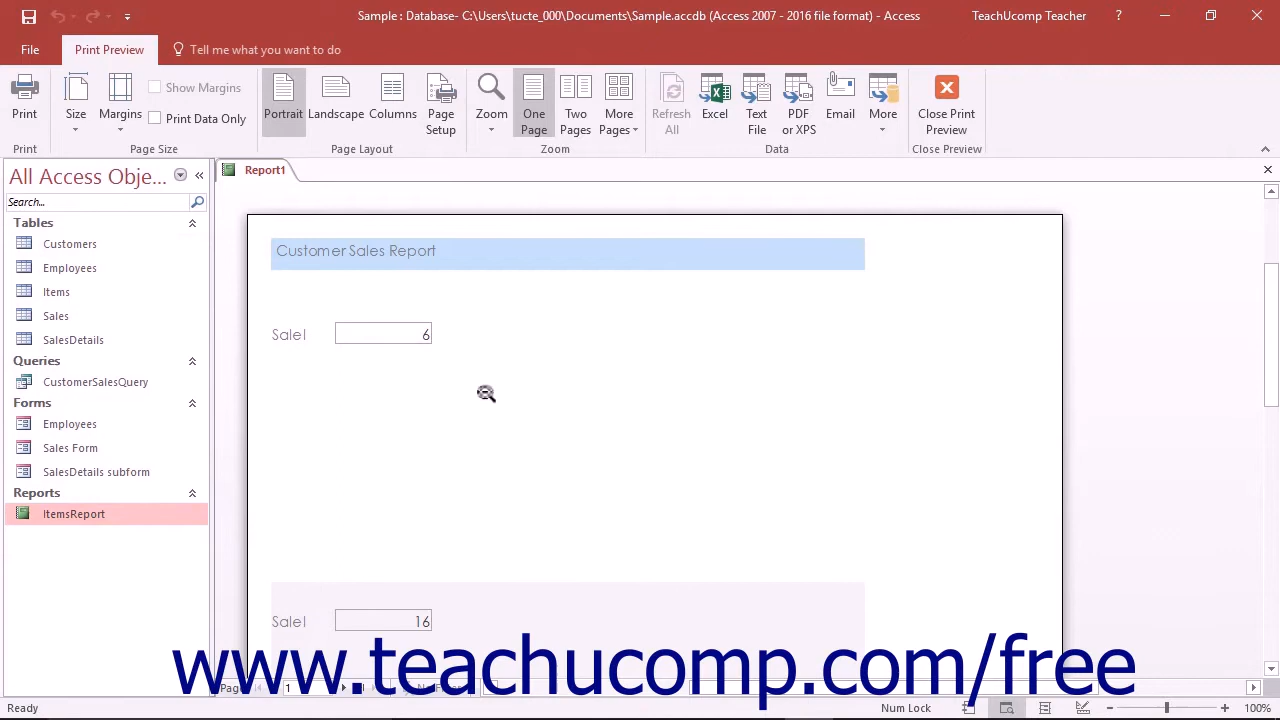 Sample : Database- C:\Users\tucte_000\Documents\Sample.accdb (Access 2007 - 2016 file format) - Access
TeachUcomp Teacher
?
File
Print Preview
Tell me what you want to do
Print
Size
Margins
Show Margins
Print Data Only
Portrait
Landscape
Columns
Page Setup
Zoom
One Page
Two Pages
More Pages
Refresh All
Excel
Text File
PDF or XPS
Email
More
Close Print Preview
Print
Page Size
Page Layout
Zoom
Data
Close Preview
All Access Obje...
Search...
Tables
Customers
Employees
Items
Sales
SalesDetails
Queries
CustomerSalesQuery
Forms
Employees
Sales Form
SalesDetails subform
Reports
ItemsReport
Report1
Customer Sales Report
SaleI
6
SaleI
16
www.teachucomp.com/free
Page
1
Ready
Num Lock
100%